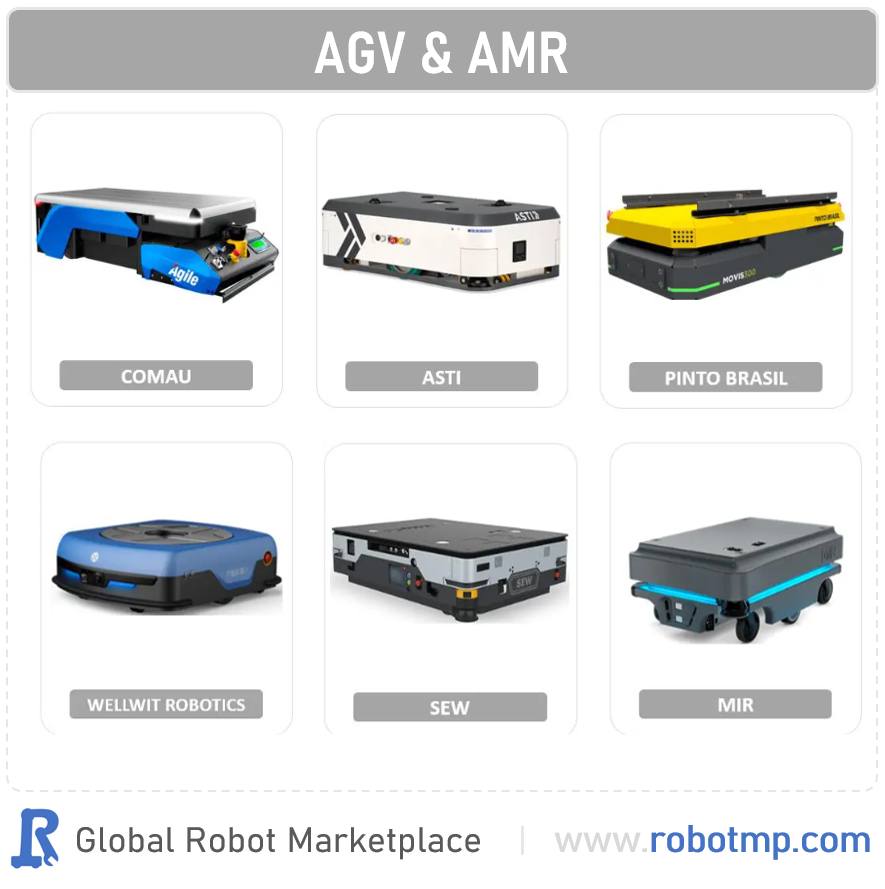 AGV & AMR
Agile
ASTI
PINTO BRASIL
MOVIS300
COMAU
ASTI
PINTO BRASIL
SEW
WELLWIT ROBOTICS
SEW
MIR
Global Robot Marketplace | www.robotmp.com